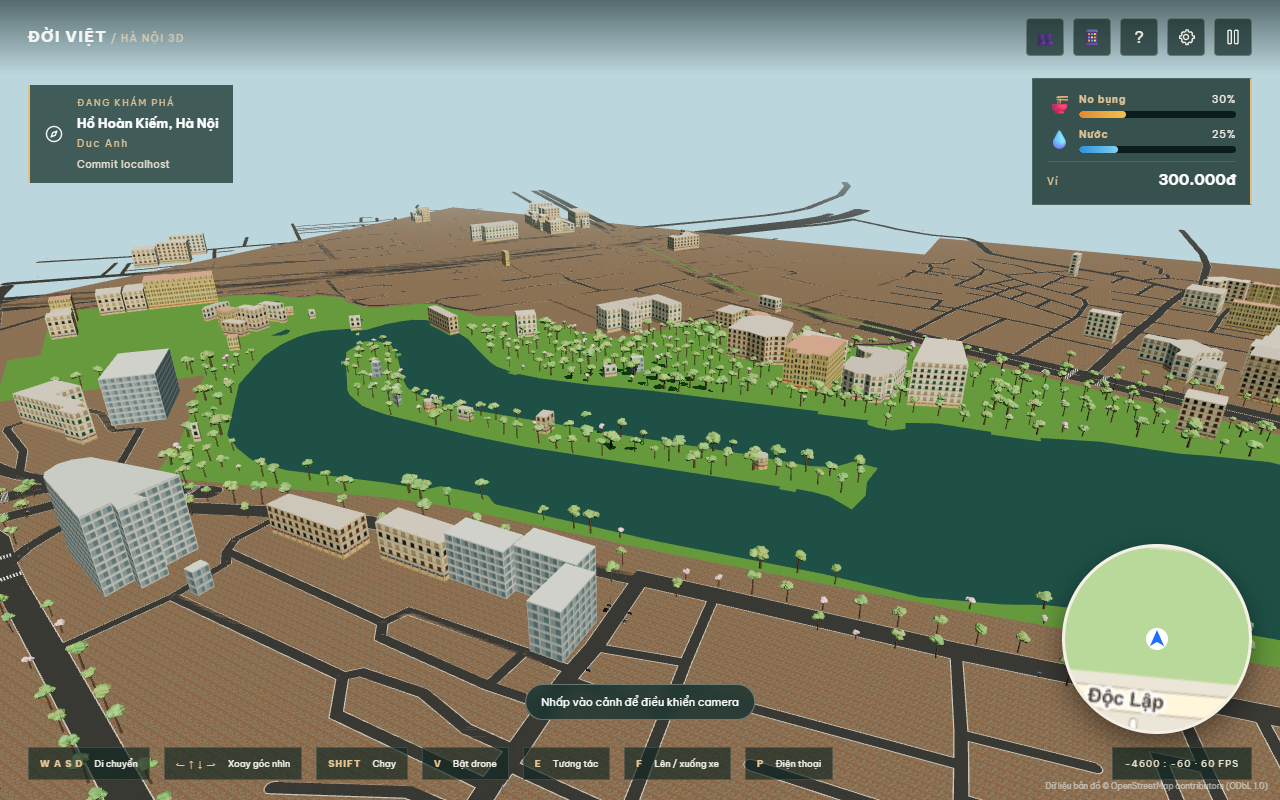 ĐỜI VIỆT / HÀ NỘI 3D
?
ĐANG KHÁM PHÁ
Hồ Hoàn Kiếm, Hà Nội
Duc Anh
Commit localhost
No bụng 30%
Nước 25%
Ví 300.000đ
Độc Lập
Nhấp vào cảnh để điều khiển camera
W A S D Di chuyển
←↑↓→ Xoay góc nhìn
SHIFT Chạy
V Bật drone
E Tương tác
F Lên / xuống xe
P Điện thoại
-4600 : -60 · 60 FPS
Dữ liệu bản đồ © OpenStreetMap contributors (ODbL 1.0)